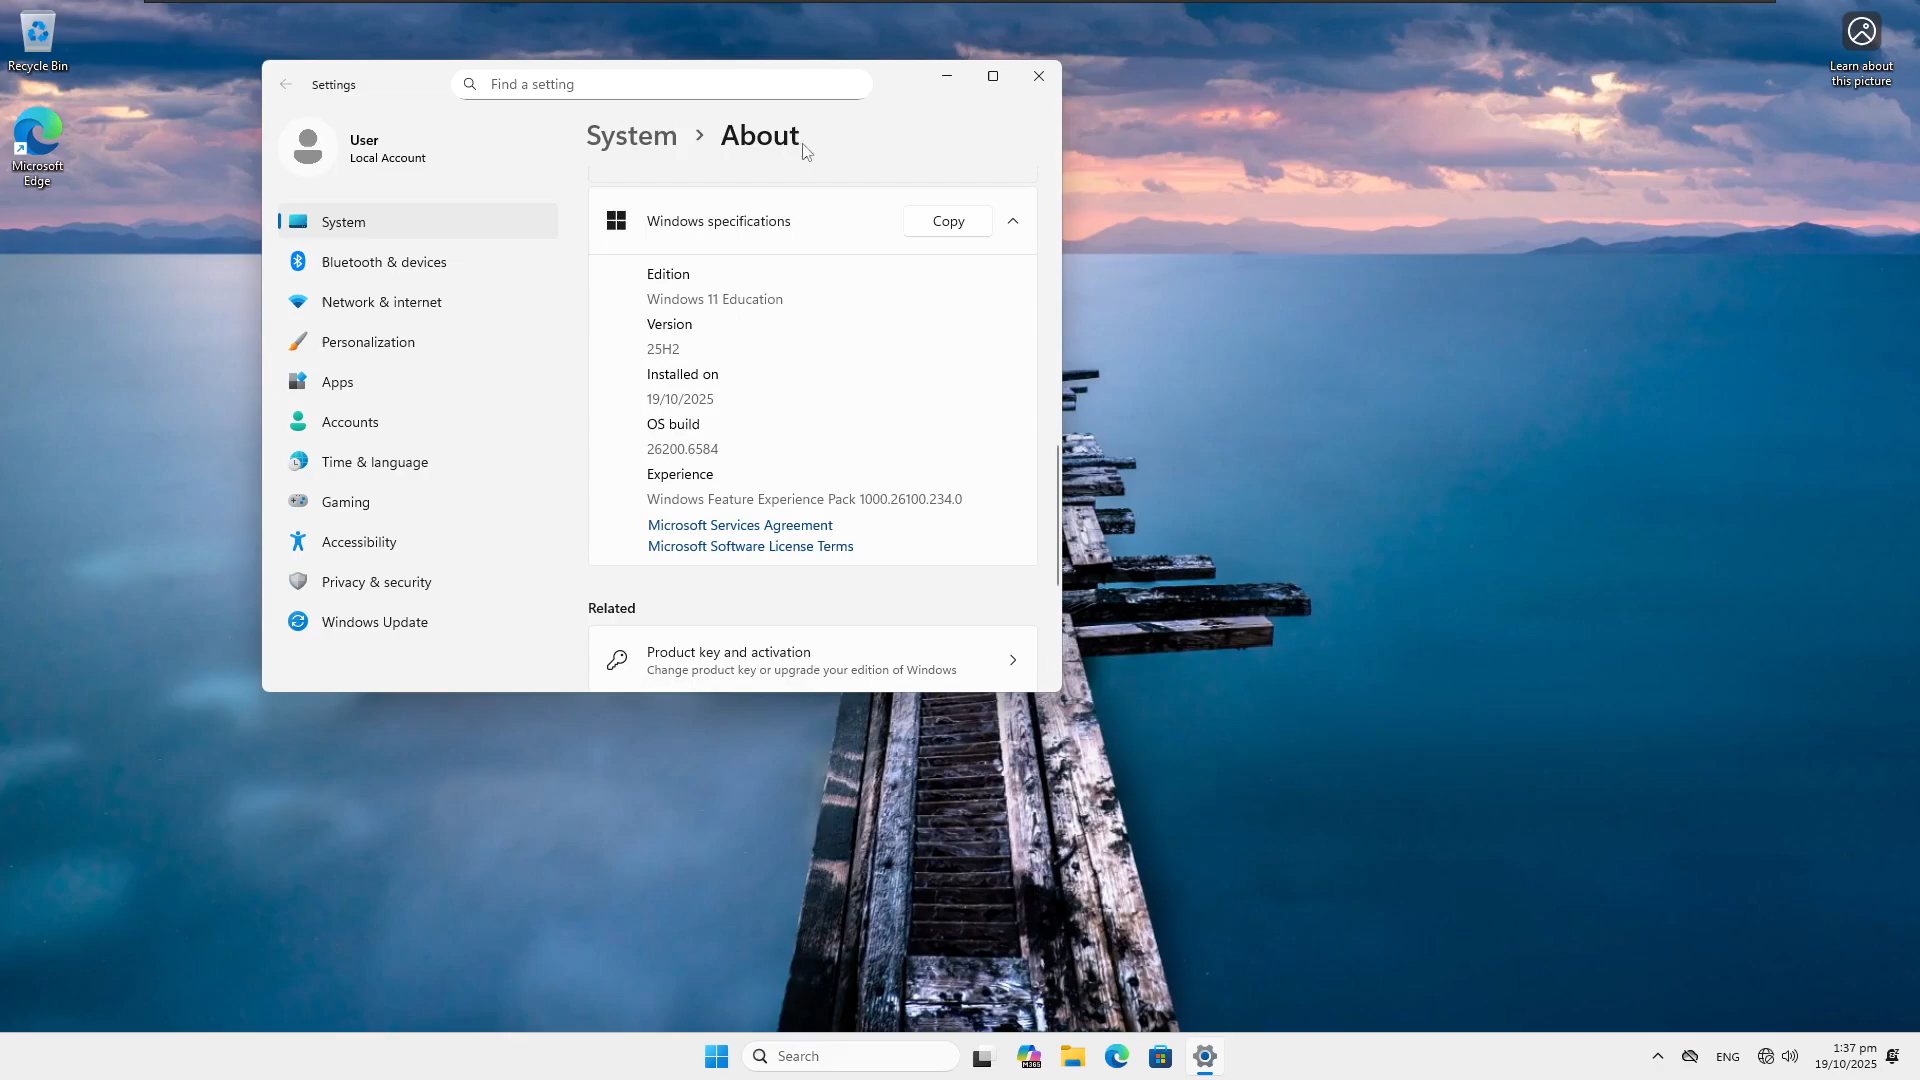 Recycle Bin
Microsoft
Edge
Learn about
this picture
Settings
Find a setting
User
Local Account
System
Bluetooth & devices
Network & internet
Personalization
Apps
Accounts
Time & language
Gaming
Accessibility
Privacy & security
Windows Update
System › About
Windows specifications
Copy
Edition
Windows 11 Education
Version
25H2
Installed on
19/10/2025
OS build
26200.6584
Experience
Windows Feature Experience Pack 1000.26100.234.0
Microsoft Services Agreement
Microsoft Software License Terms
Related
Product key and activation
Change product key or upgrade your edition of Windows
Search
M365
ENG
1:37 pm
19/10/2025